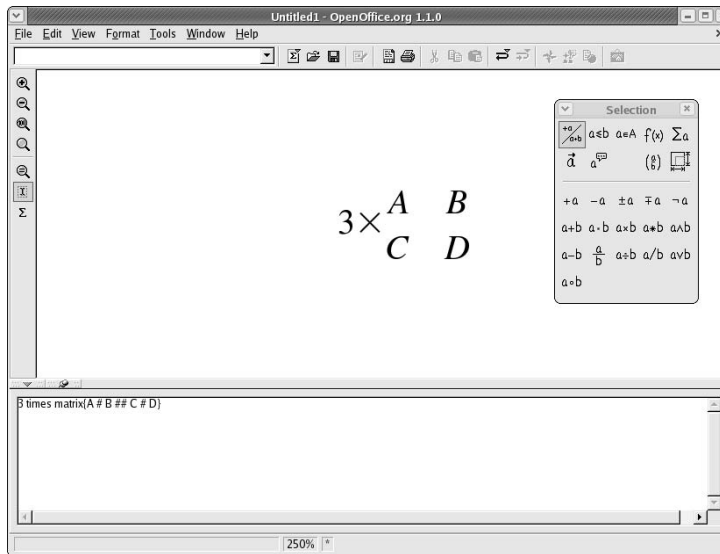 Untitled1 - OpenOffice.org 1.1.0
File Edit View Format Tools Window Help
Selection
+a/a+b a≤b a∈A f(x) Σa
a⃗ a (a/b)
+a -a ±a ∓a ¬a
a+b a·b a×b a∗b a∧b
a-b a/b a÷b a/b a∨b
a∘b
3×
A B
C D
Σ
3 times matrix{A # B ## C # D}
250% *